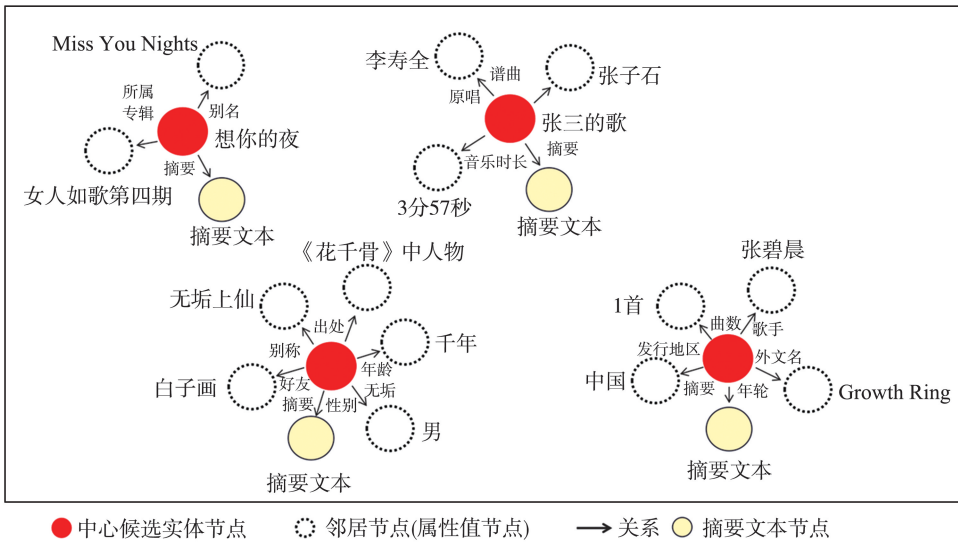 Miss You Nights
所属
专辑
别名
想你的夜
摘要
女人如歌第四期
摘要文本
李寿全
谱曲
张子石
原唱
张三的歌
摘要
音乐时长
3分57秒
摘要文本
《花千骨》中人物
无垢上仙
出处
千年
别称
年龄
白子画
好友
无垢
摘要
性别
男
摘要文本
张碧晨
1首
曲数
歌手
发行地区
外文名
中国
摘要
年轮
Growth Ring
摘要文本
中心候选实体节点
邻居节点(属性值节点)
关系
摘要文本节点